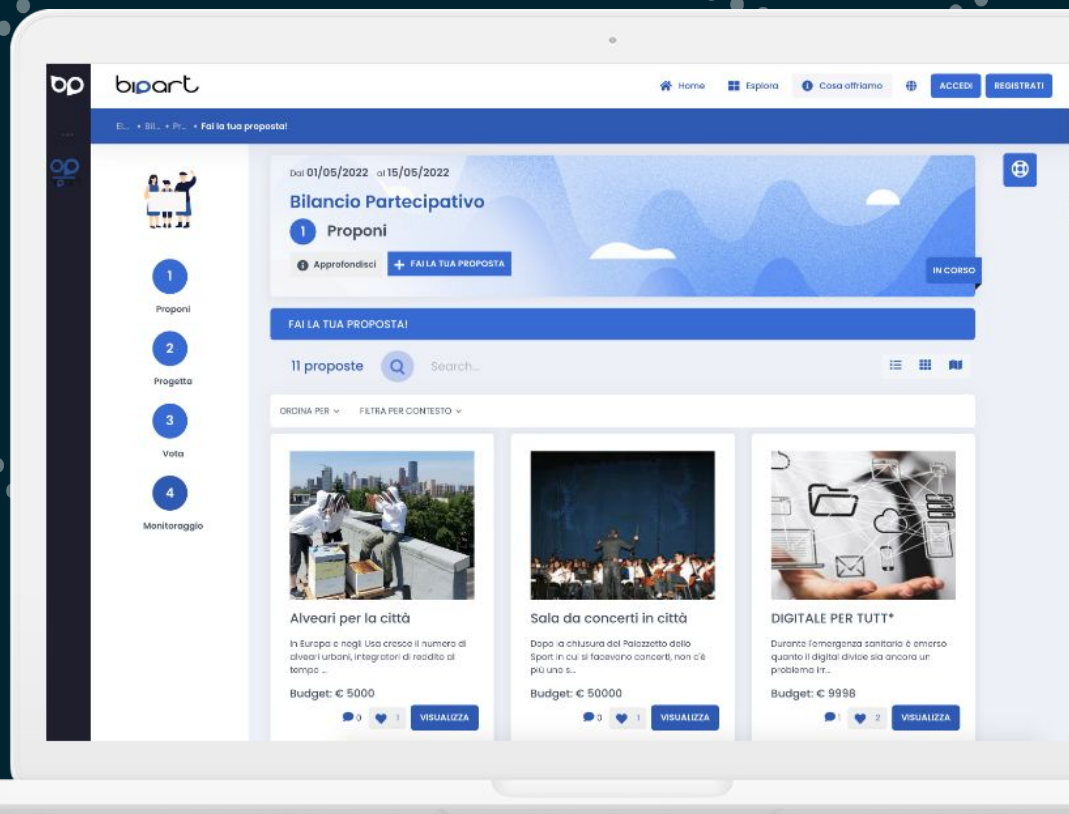 bipart
Home
Explora
Cosa offriamo
ACCEDI
REGISTRATI
El... • Bil... • Pr... • Fai la tua proposta!
Dal 01/05/2022 al 15/05/2022
Bilancio Partecipativo
1 Proponi
Approfondisci
+ FAI LA TUA PROPOSTA
IN CORSO
1
Proponi
2
Progetta
3
Vota
4
Monitoraggio
FAI LA TUA PROPOSTA!
11 proposte
Search...
ORDINA PER
FILTRA PER CONTESTO
Alveari per la città
In Europa e negli Usa cresce il numero di
alveari urbani, integratori di reddito al
tempo ...
Budget: € 5000
0
1
VISUALIZZA
Sala da concerti in città
Dopo la chiusura del Palazzetto dello
Sport in cui si facevano concerti, non c'è
più uno s...
Budget: € 50000
1
VISUALIZZA
DIGITALE PER TUTT*
Durante l'emergenza sanitaria è emerso
quanto il digital divide sia ancora un
problema irr...
Budget: € 9998
1
2
VISUALIZZA